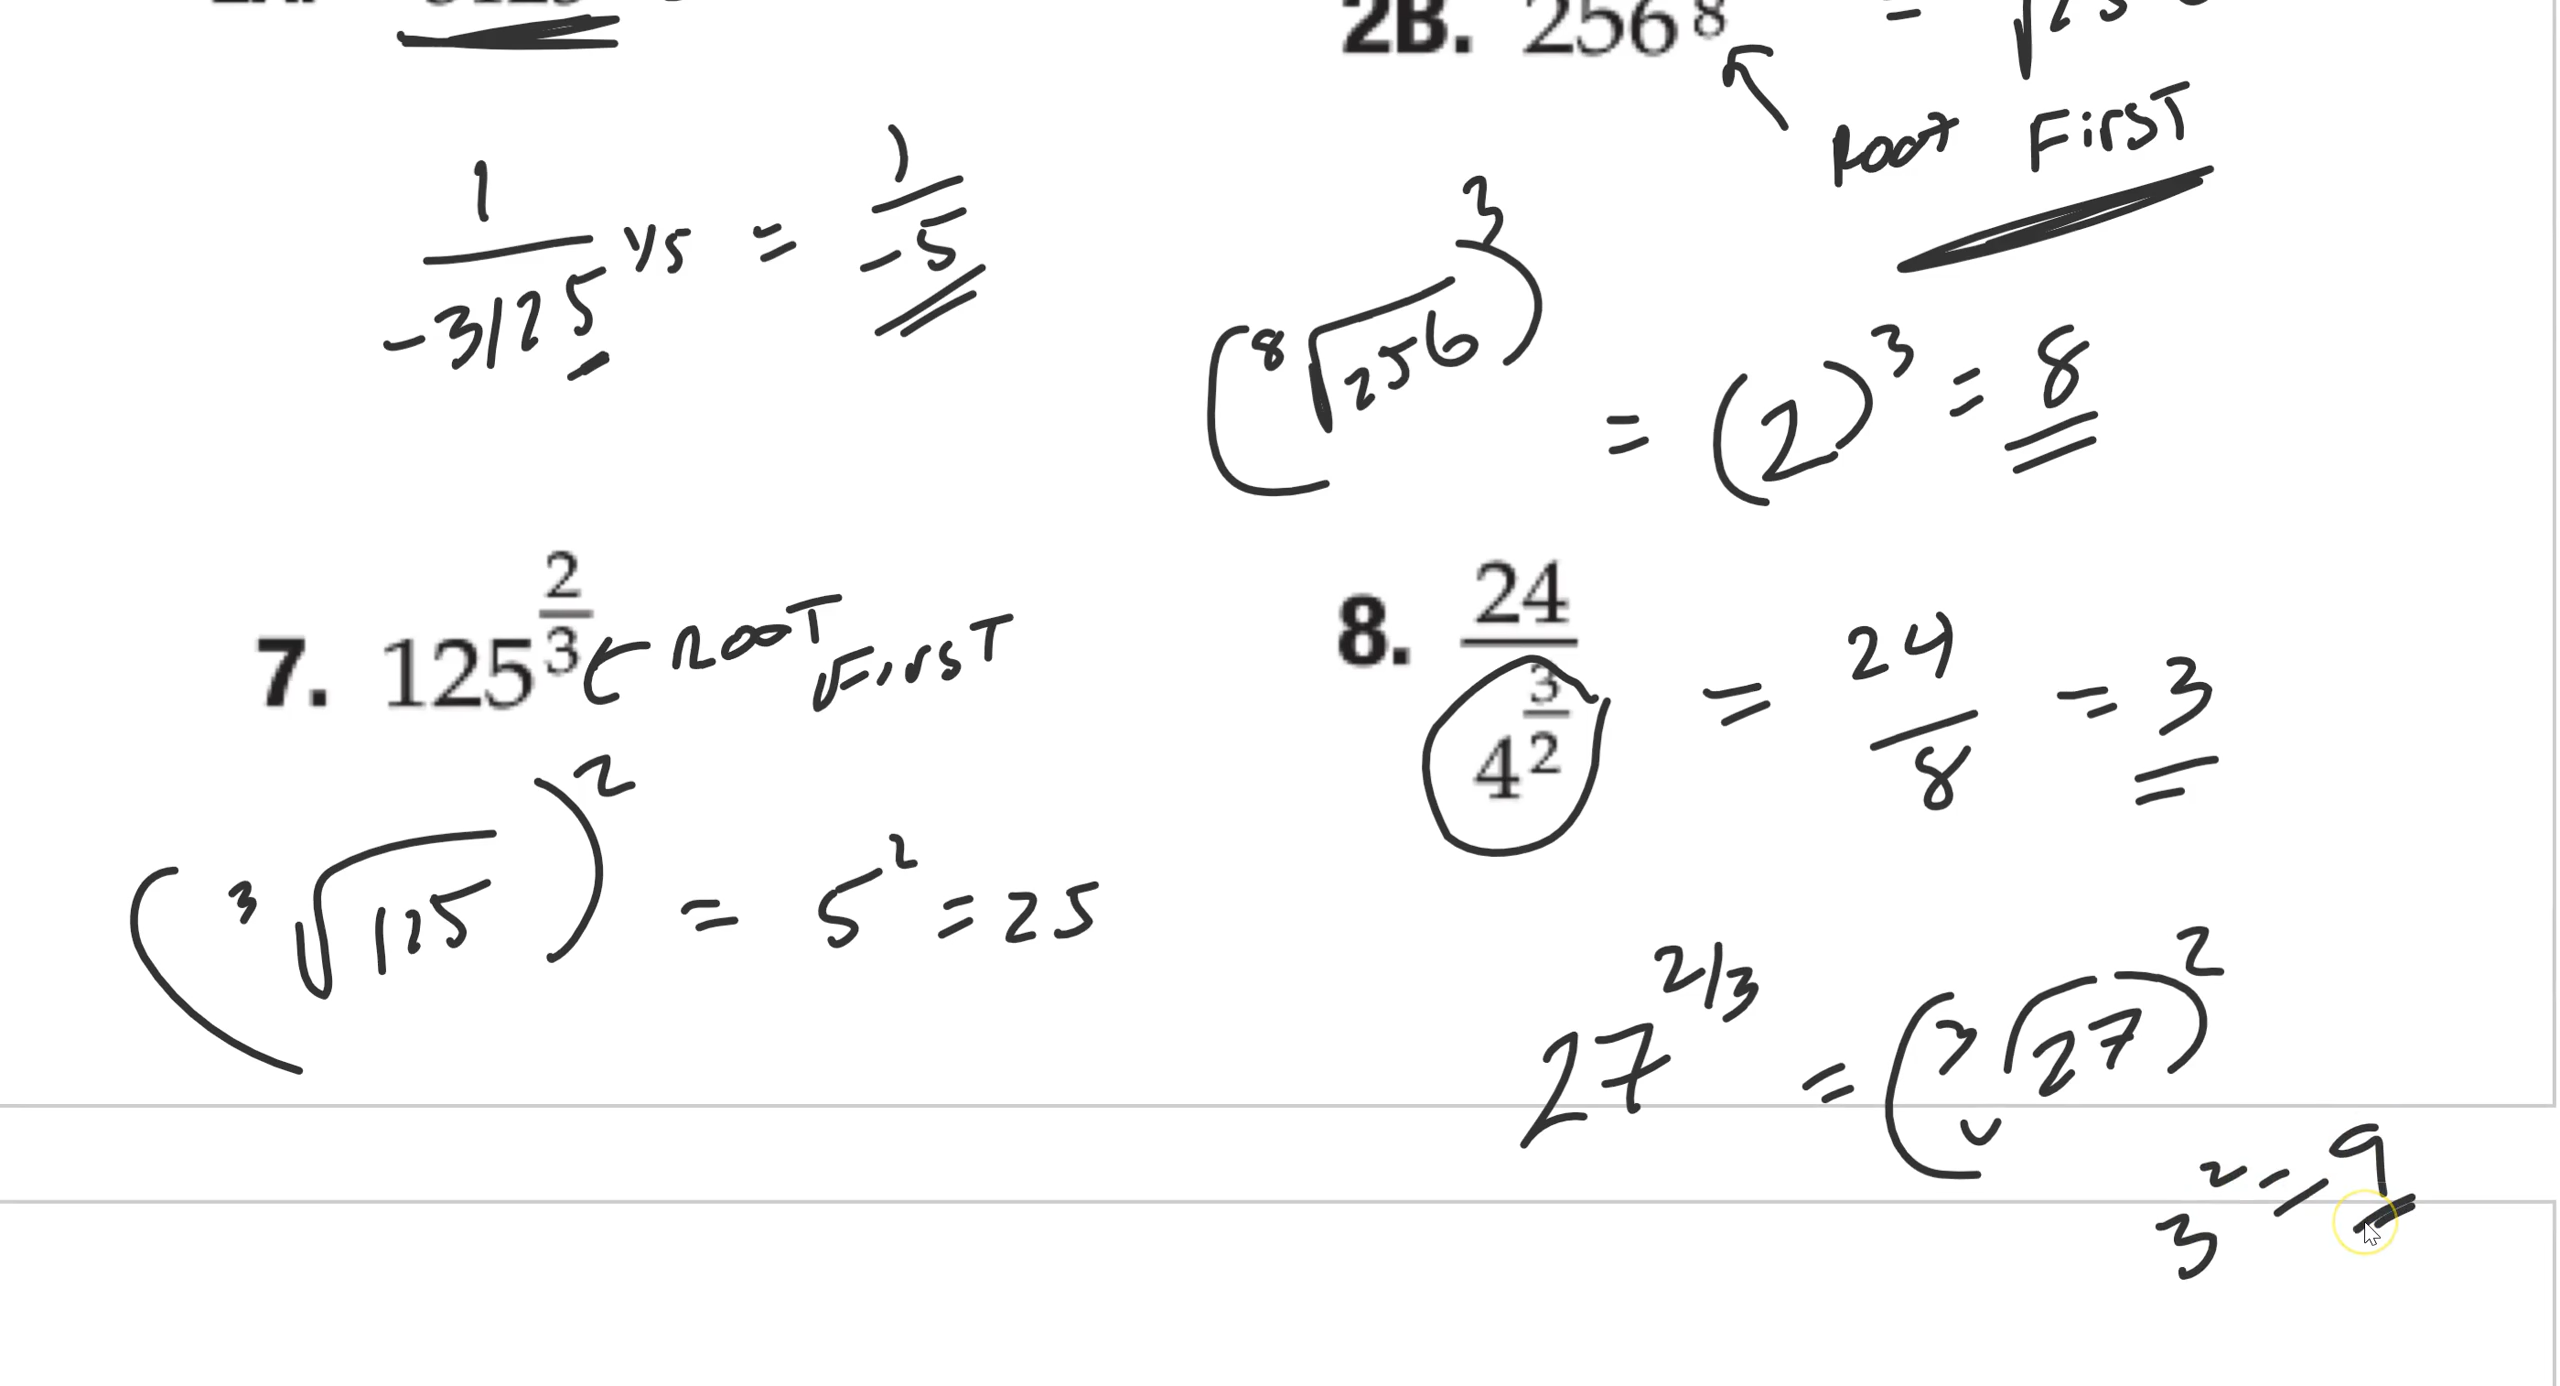 2B. 256 8 =
Root First
1/-3125 1/5 = 1/-5
(8√256)3 = (2)3 = 8
7. 125 2/3 ← Root First
8. 24/4 3/2 = 24/8 = 3
(3√125)2 = 52 = 25
27 2/3 = (3√27)2
32 = 9